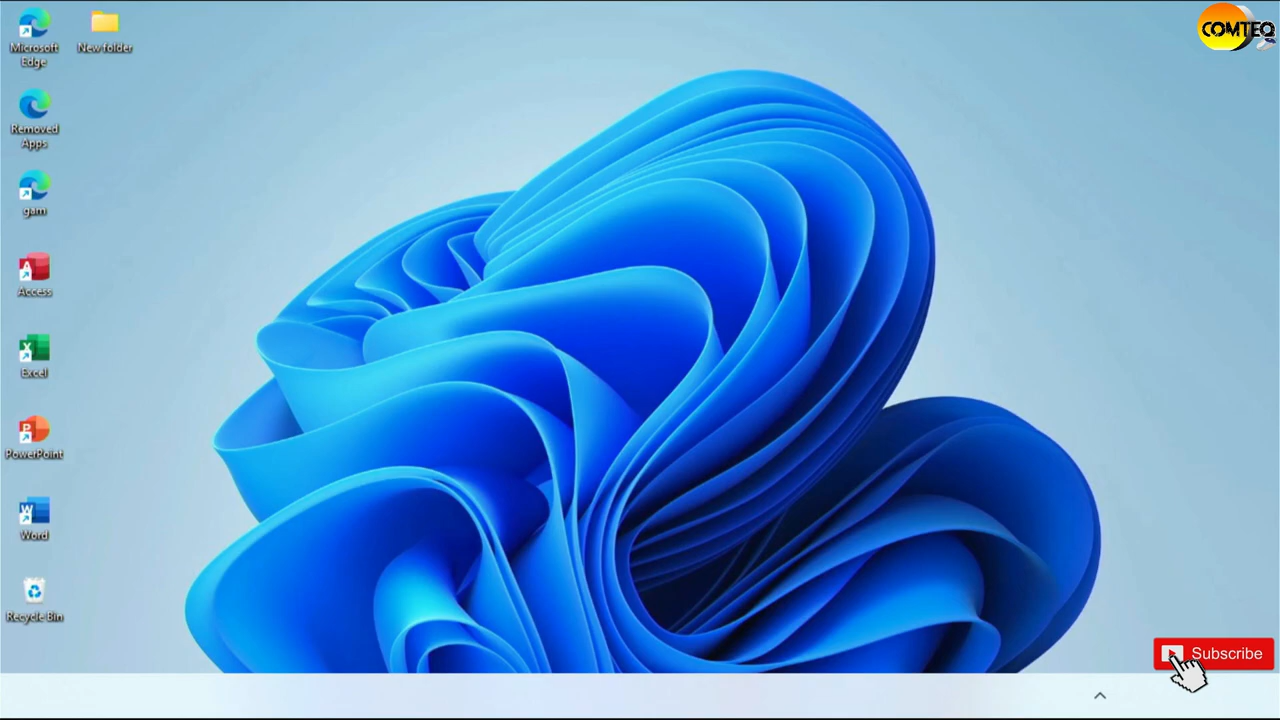 Microsoft
Edge
New folder
Removed
Apps
gam
Access
Excel
PowerPoint
Word
Recycle Bin
COMTEQ
Subscribe